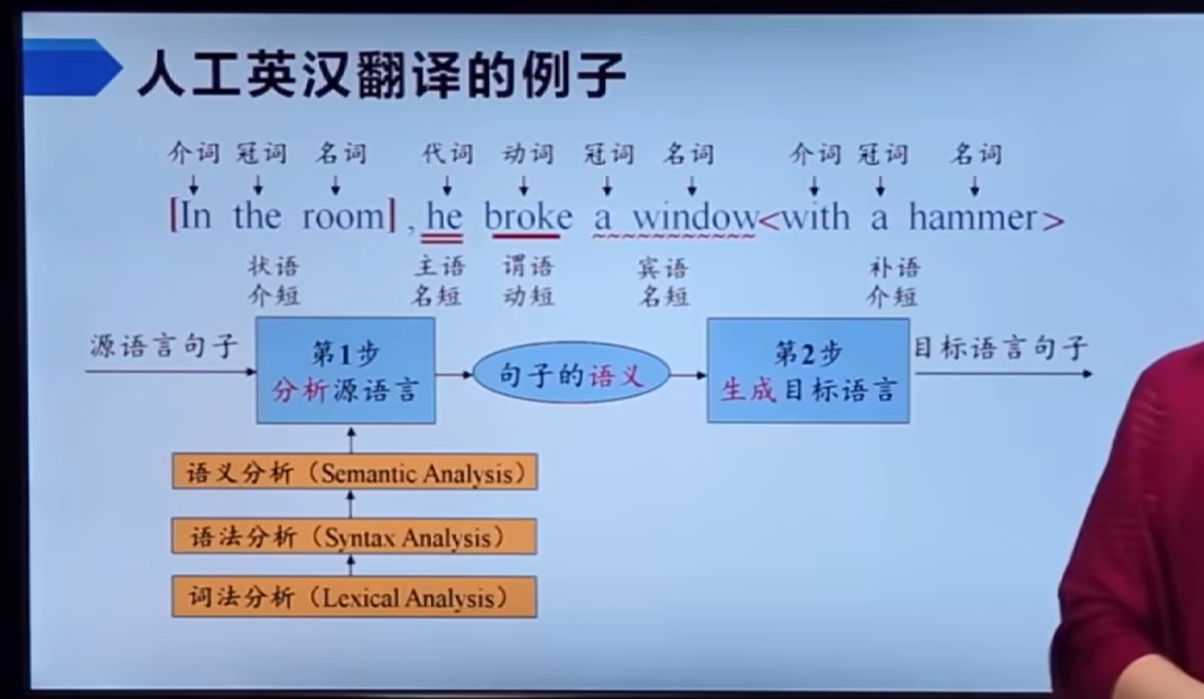 人工英汉翻译的例子
介词 冠词 名词 代词 动词 冠词 名词 介词 冠词 名词
[In the room] , he broke a window<with a hammer>
状语 主语 谓语 宾语 补语
介短 名短 动短 名短 介短
源语言句子
第1步
分析源语言
句子的语义
第2步
生成目标语言
目标语言句子
语义分析（Semantic Analysis）
语法分析（Syntax Analysis）
词法分析（Lexical Analysis）